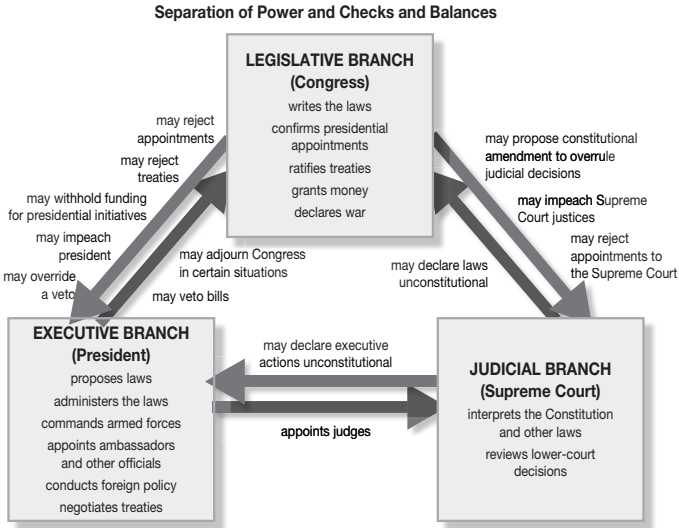 Separation of Power and Checks and Balances
LEGISLATIVE BRANCH
(Congress)
writes the laws
confirms presidential
appointments
ratifies treaties
grants money
declares war
may reject
appointments
may reject
treaties
may withhold funding
for presidential initiatives
may impeach
president
may override
a veto
may adjourn Congress
in certain situations
may veto bills
may propose constitutional
amendment to overrule
judicial decisions
may impeach Supreme
Court justices
may reject
appointments to
the Supreme Court
may declare laws
unconstitutional
EXECUTIVE BRANCH
(President)
proposes laws
administers the laws
commands armed forces
appoints ambassadors
and other officials
conducts foreign policy
negotiates treaties
may declare executive
actions unconstitutional
appoints judges
JUDICIAL BRANCH
(Supreme Court)
interprets the Constitution
and other laws
reviews lower-court
decisions